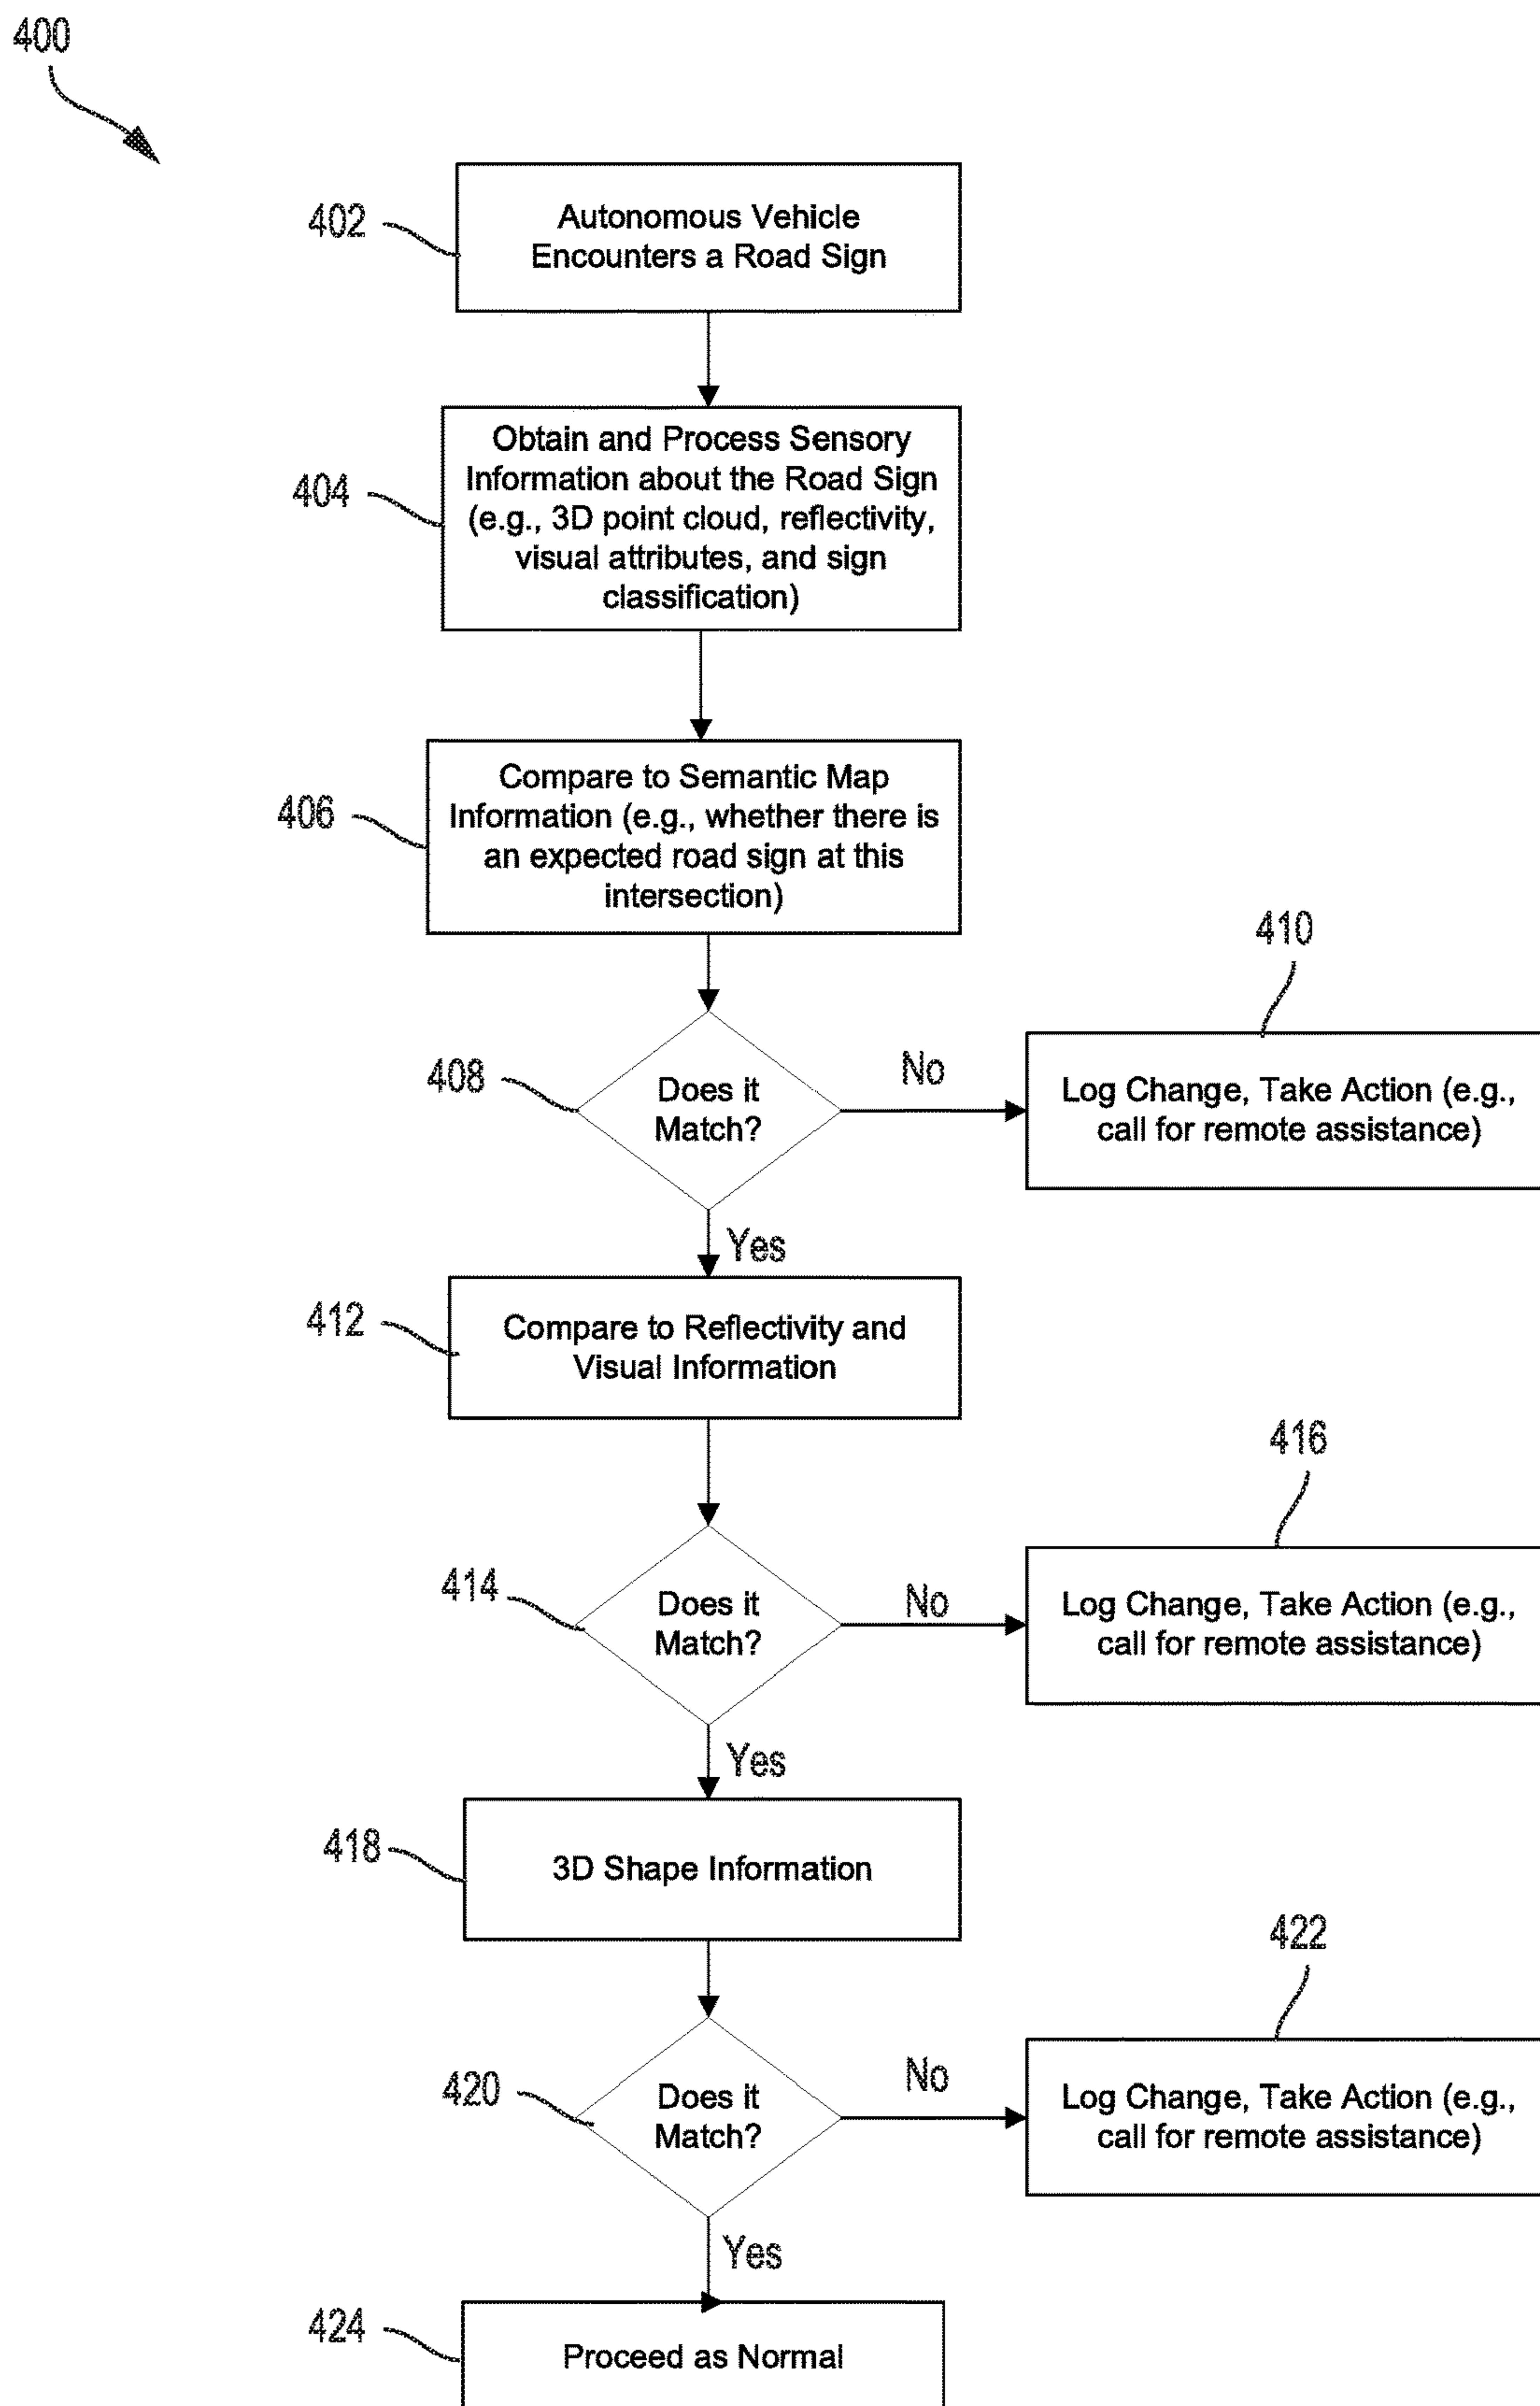 400
402
Autonomous Vehicle
Encounters a Road Sign
404
Obtain and Process Sensory
Information about the Road Sign
(e.g., 3D point cloud, reflectivity,
visual attributes, and sign
classification)
406
Compare to Semantic Map
Information (e.g., whether there is
an expected road sign at this
intersection)
408
Does it
Match?
No
410
Log Change, Take Action (e.g.,
call for remote assistance)
Yes
412
Compare to Reflectivity and
Visual Information
414
Does it
Match?
No
416
Log Change, Take Action (e.g.,
call for remote assistance)
Yes
418
3D Shape Information
420
Does it
Match?
No
422
Log Change, Take Action (e.g.,
call for remote assistance)
Yes
424
Proceed as Normal